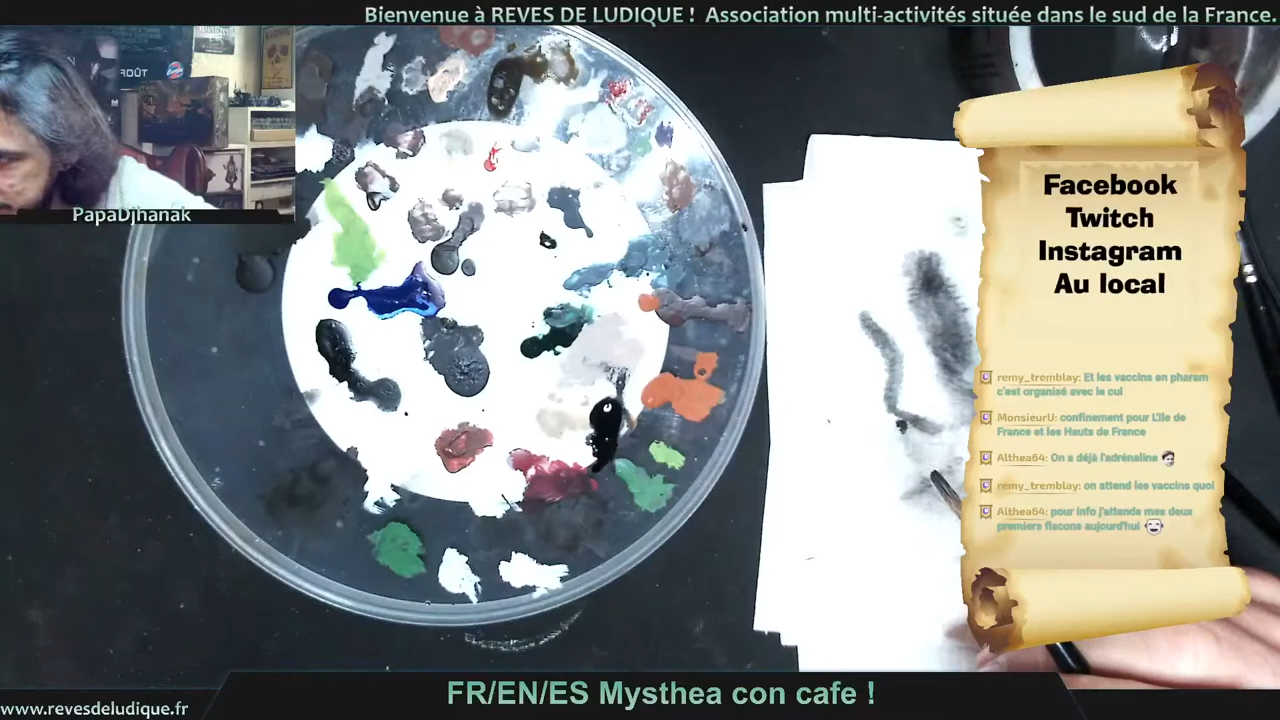 Bienvenue à REVES DE LUDIQUE ! Association multi-activités située dans le sud de la France.
AOÛT
PapaDjhanak
Facebook
Twitch
Instagram
Au local
remy_tremblay: Et les vaccins en pharam
c'est organisé avec le cul
MonsieurU: confinement pour L'ile de
France et les Hauts de France
Althea64: On a déjà l'adrénaline
remy_tremblay: on attend les vaccins quoi
Althea64: pour info j'attends mes deux
premiers flacons aujourd'hui
FR/EN/ES Mysthea con cafe !
www.revesdeludique.fr